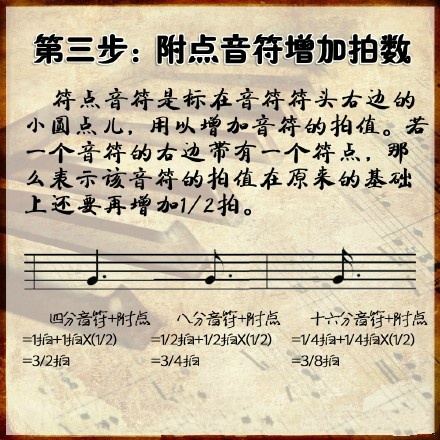 第三步：附点音符增加拍数
符点音符是标在音符符头右边的
小圆点儿，用以增加音符的拍值。若
一个音符的右边带有一个符点，那
么表示该音符的拍值在原来的基础
上还要再增加1/2拍。
四分音符+附点 八分音符+附点 十六分音符+附点
=1拍+1拍X(1/2) =1/2拍+1/2拍X(1/2) =1/4拍+1/4拍X(1/2)
=3/2拍 =3/4拍 =3/8拍